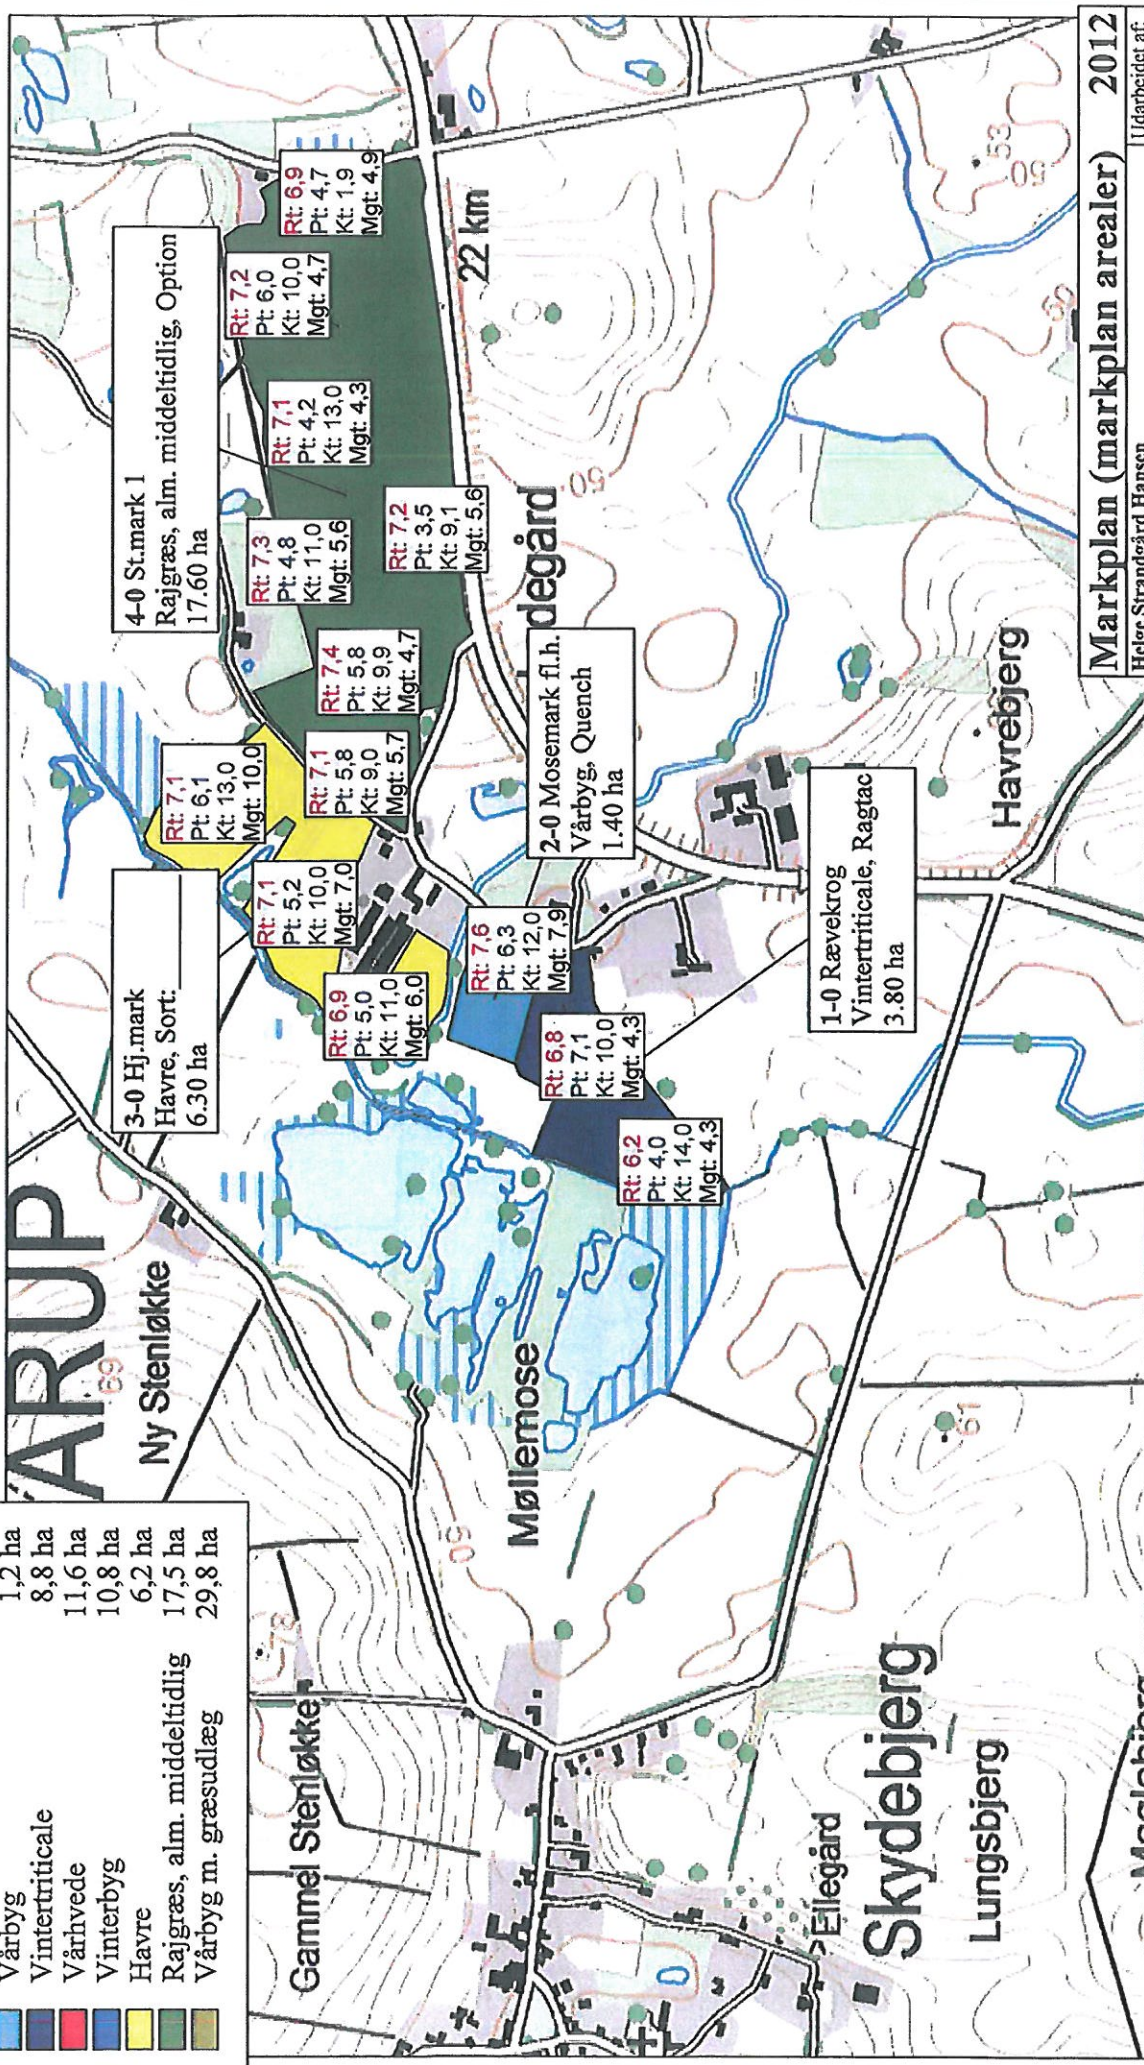 Vårbyg 1,2 ha
Vintertriticale 8,8 ha
Vårhvede 11,6 ha
Vinterbyg 10,8 ha
Havre 6,2 ha
Rajgræs, alm. middeltidlig 17,5 ha
Vårbyg m. græsudlæg 29,8 ha
ARUP
69
Ny Stenløkke
78
Gammel Stenløkke
60
Møllemose
3-0 Hj.mark
Havre, Sort:______
6.30 ha
4-0 St.mark 1
Rajgræs, alm. middeltidlig, Option
17.60 ha
Rt: 7,1
Pt: 6,1
Kt: 13,0
Mgt: 10,0
Rt: 7,1
Pt: 5,2
Kt: 10,0
Mgt: 7,0
Rt: 6,9
Pt: 5,0
Kt: 11,0
Mgt: 6,0
Rt: 7,1
Pt: 5,8
Kt: 9,0
Mgt: 5,7
Rt: 7,4
Pt: 5,8
Kt: 9,9
Mgt: 4,7
Rt: 7,3
Pt: 4,8
Kt: 11,0
Mgt: 5,6
Rt: 7,2
Pt: 3,5
Kt: 9,1
Mgt: 5,6
Rt: 7,1
Pt: 4,2
Kt: 13,0
Mgt: 4,3
Rt: 7,2
Pt: 6,0
Kt: 10,0
Mgt: 4,7
Rt: 6,9
Pt: 4,7
Kt: 1,9
Mgt: 4,9
22 km
degård
50
2-0 Mosemark fl.h.
Vårbyg, Quench
1.40 ha
Rt: 7,6
Pt: 6,3
Kt: 12,0
Mgt: 7,9
Rt: 6,8
Pt: 7,1
Kt: 10,0
Mgt: 4,3
Rt: 6,2
Pt: 4,0
Kt: 14,0
Mgt: 4,3
1-0 Rævekrog
Vintertriticale, Ragtac
3.80 ha
Havrebjerg
53
50
61
Ellegård
Skydebjerg
Lungsbjerg
Markplan (markplan arealer) 2012
Helge Strandgård Hansen
Udarbejdet af: